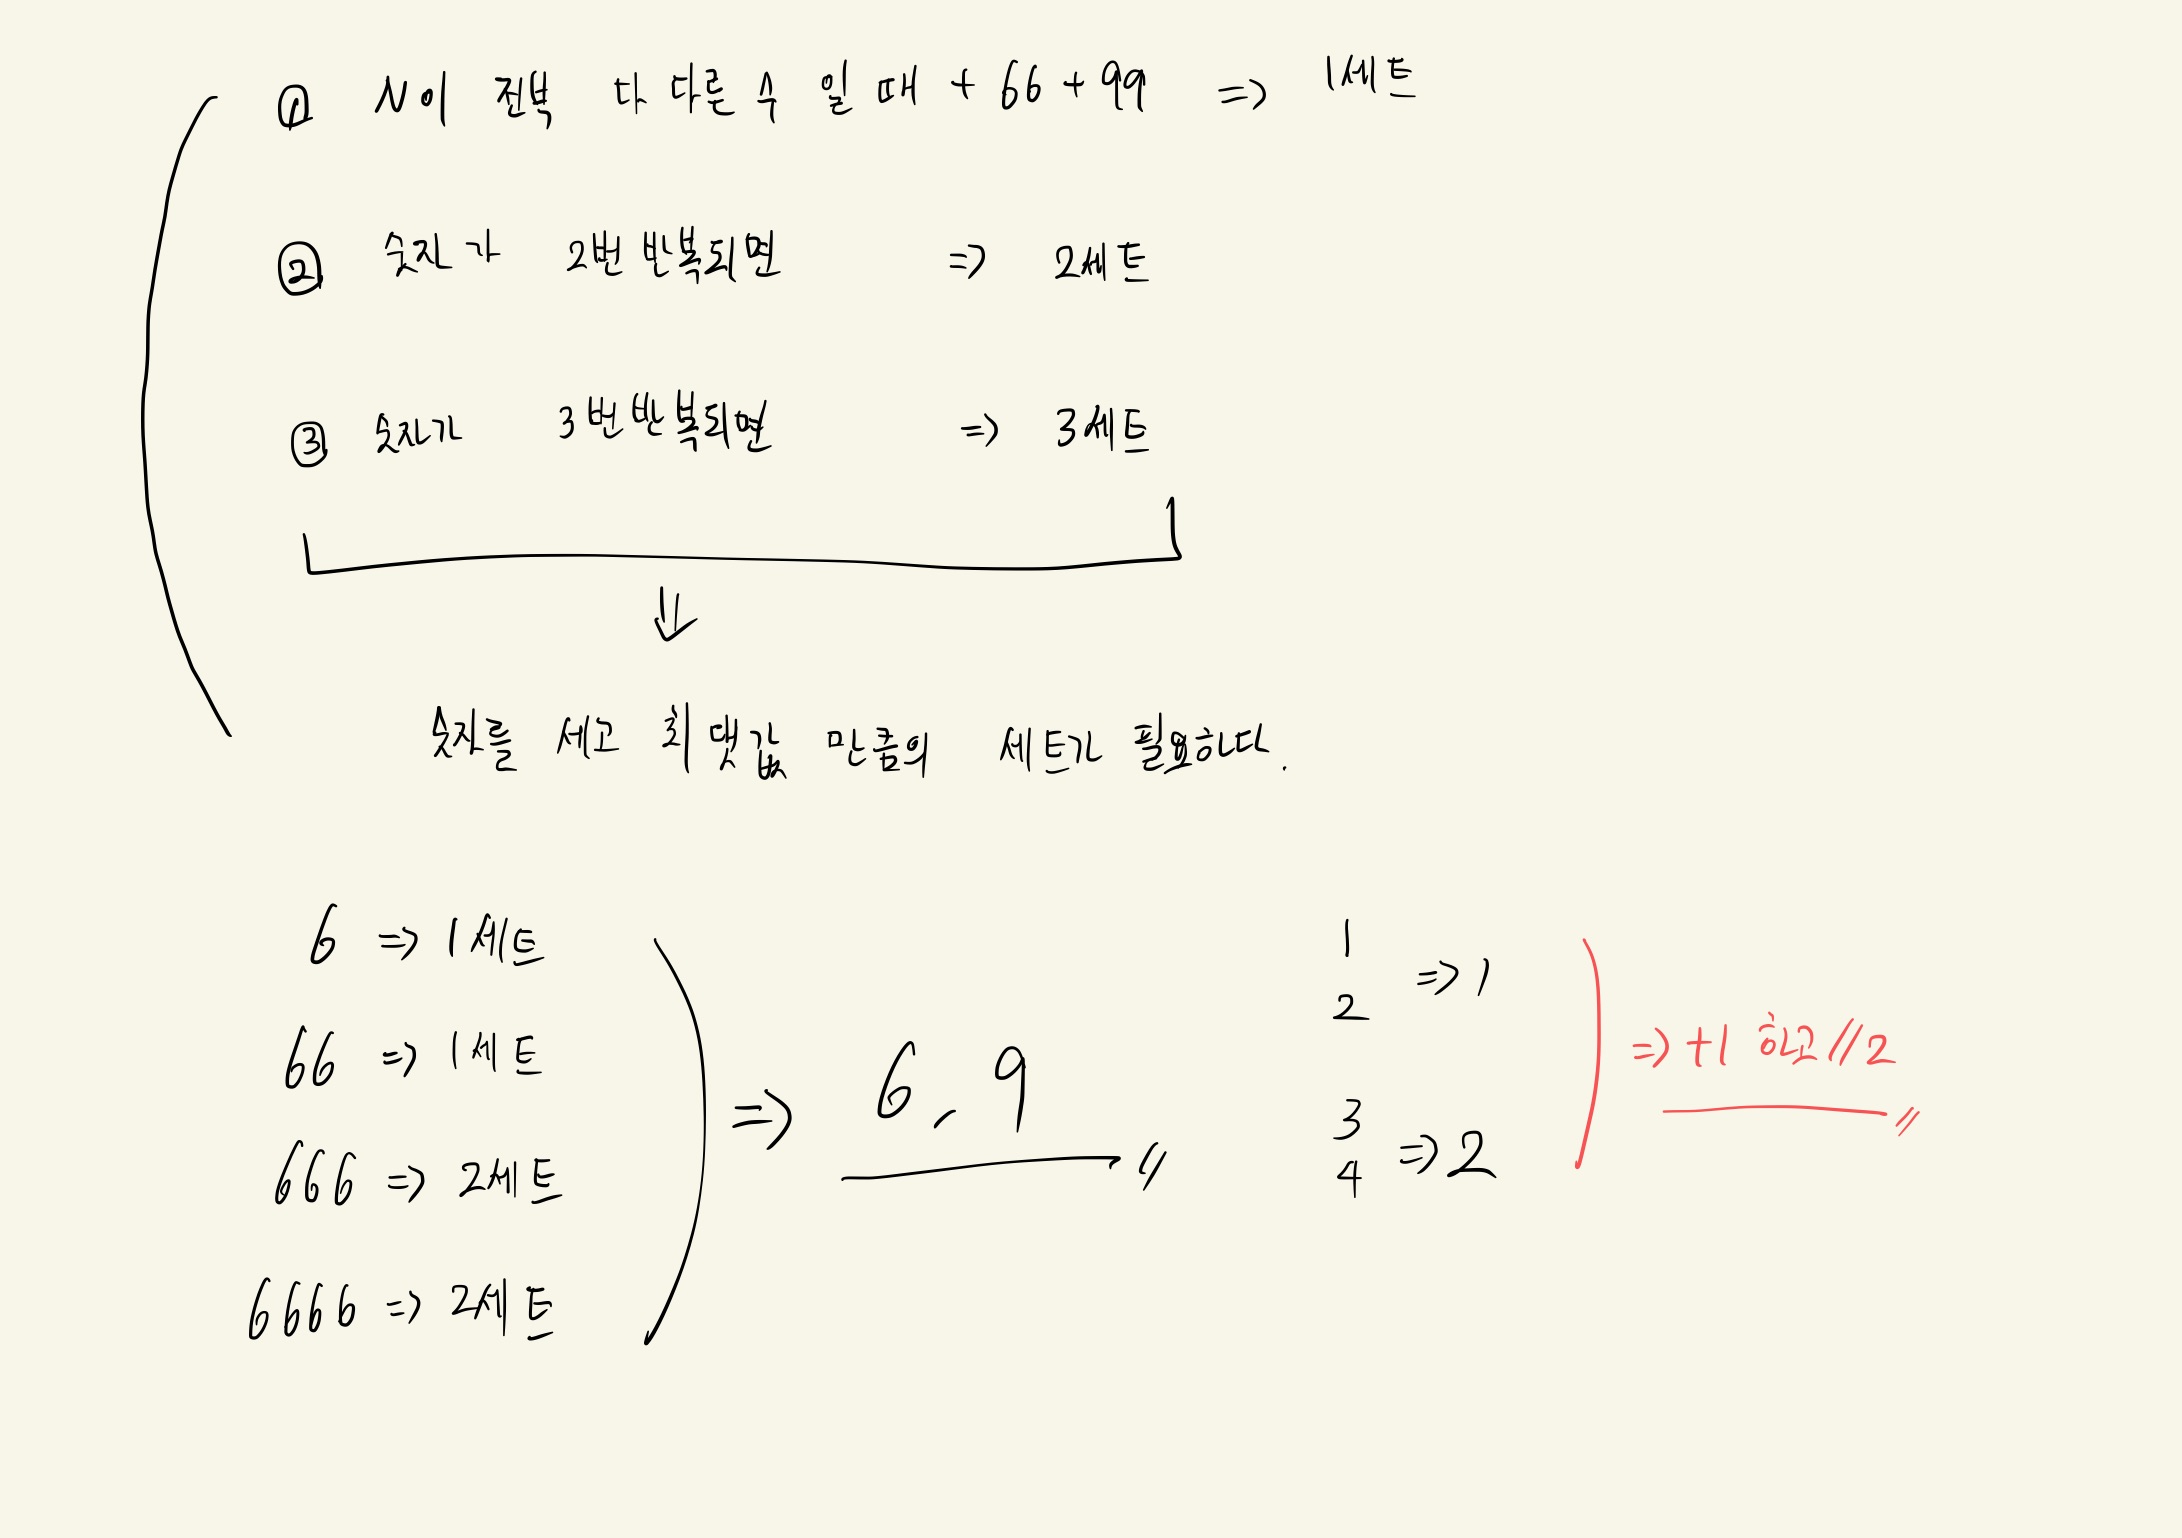 ① N이 전부 다 다른 수 일 때 + 66 + 99 => 1세트
② 숫자가 2번 반복되면 => 2세트
③ 숫자가 3번 반복되면 => 3세트
숫자를 세고 최댓값 만큼의 세트가 필요하다.
6 => 1세트
66 => 1세트
666 => 2세트
6666 => 2세트
=> 6, 9
1
2
=> 1
3
4
=> 2
=> +1 하고 //2